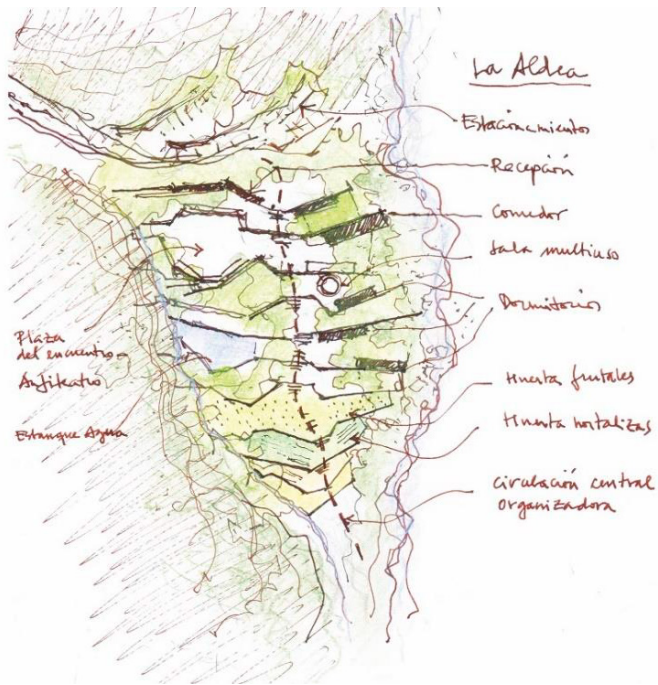 La Aldea
Estacionamientos
Recepción
Comedor
Sala multiuso
Dormitorios
Huerta frutales
Huerta hortalizas
Circulación central
Organizadora
Plaza
del encuentro
Anfiteatro
Estanque Agua